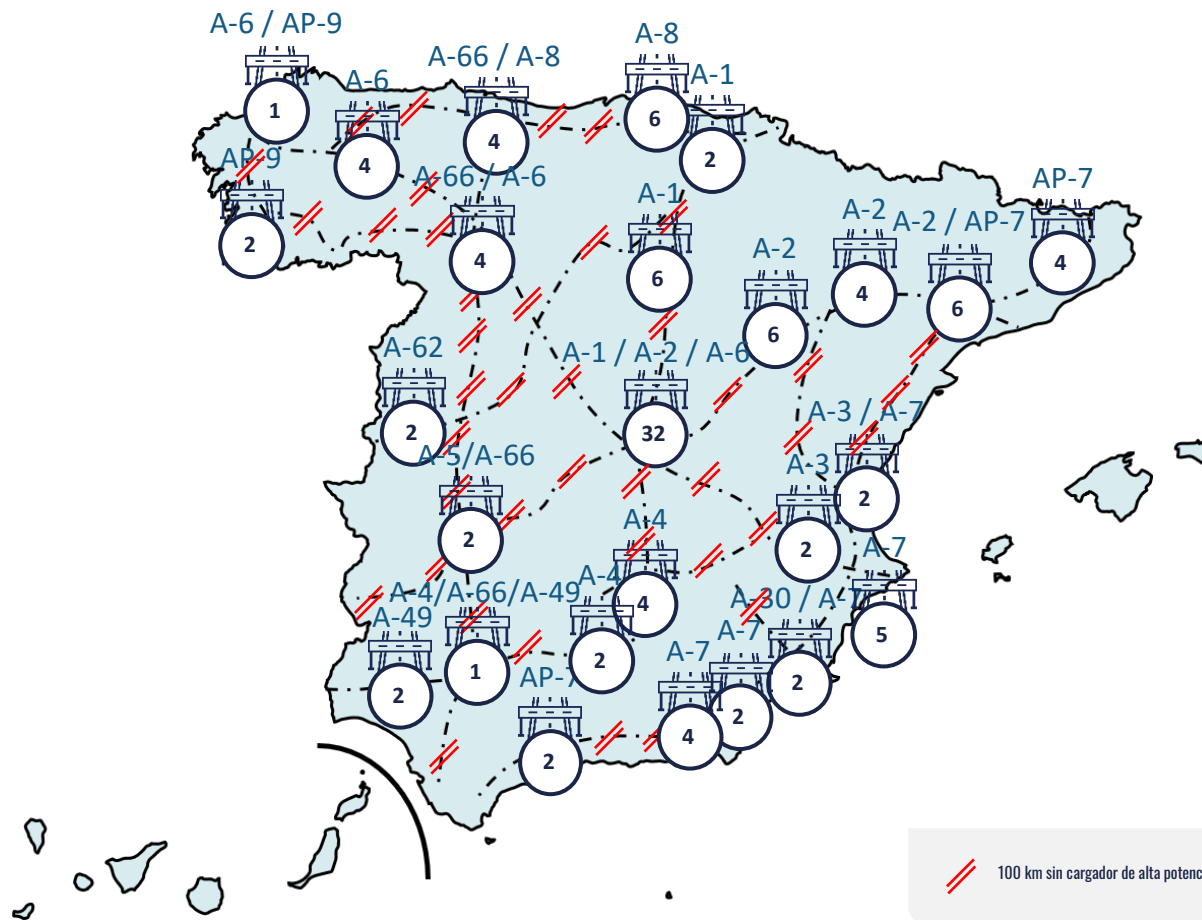 A-6 / AP-9
1
A-6
4
A-66 / A-8
4
A-8
6
A-1
2
AP-9
2
A-66 / A-6
4
A-1
6
A-2
6
A-2
4
A-2 / AP-7
6
AP-7
4
A-62
2
A-1 / A-2 / A-6
32
A-3 / A-7
2
A-3
2
A-5/A-66
2
A-4
4
A-4
2
A-7
5
A-30 / A-7
2
A-7
2
A-7
4
A-4/A-66/A-49
1
A-49
2
AP-7
2
100 km sin cargador de alta potenc